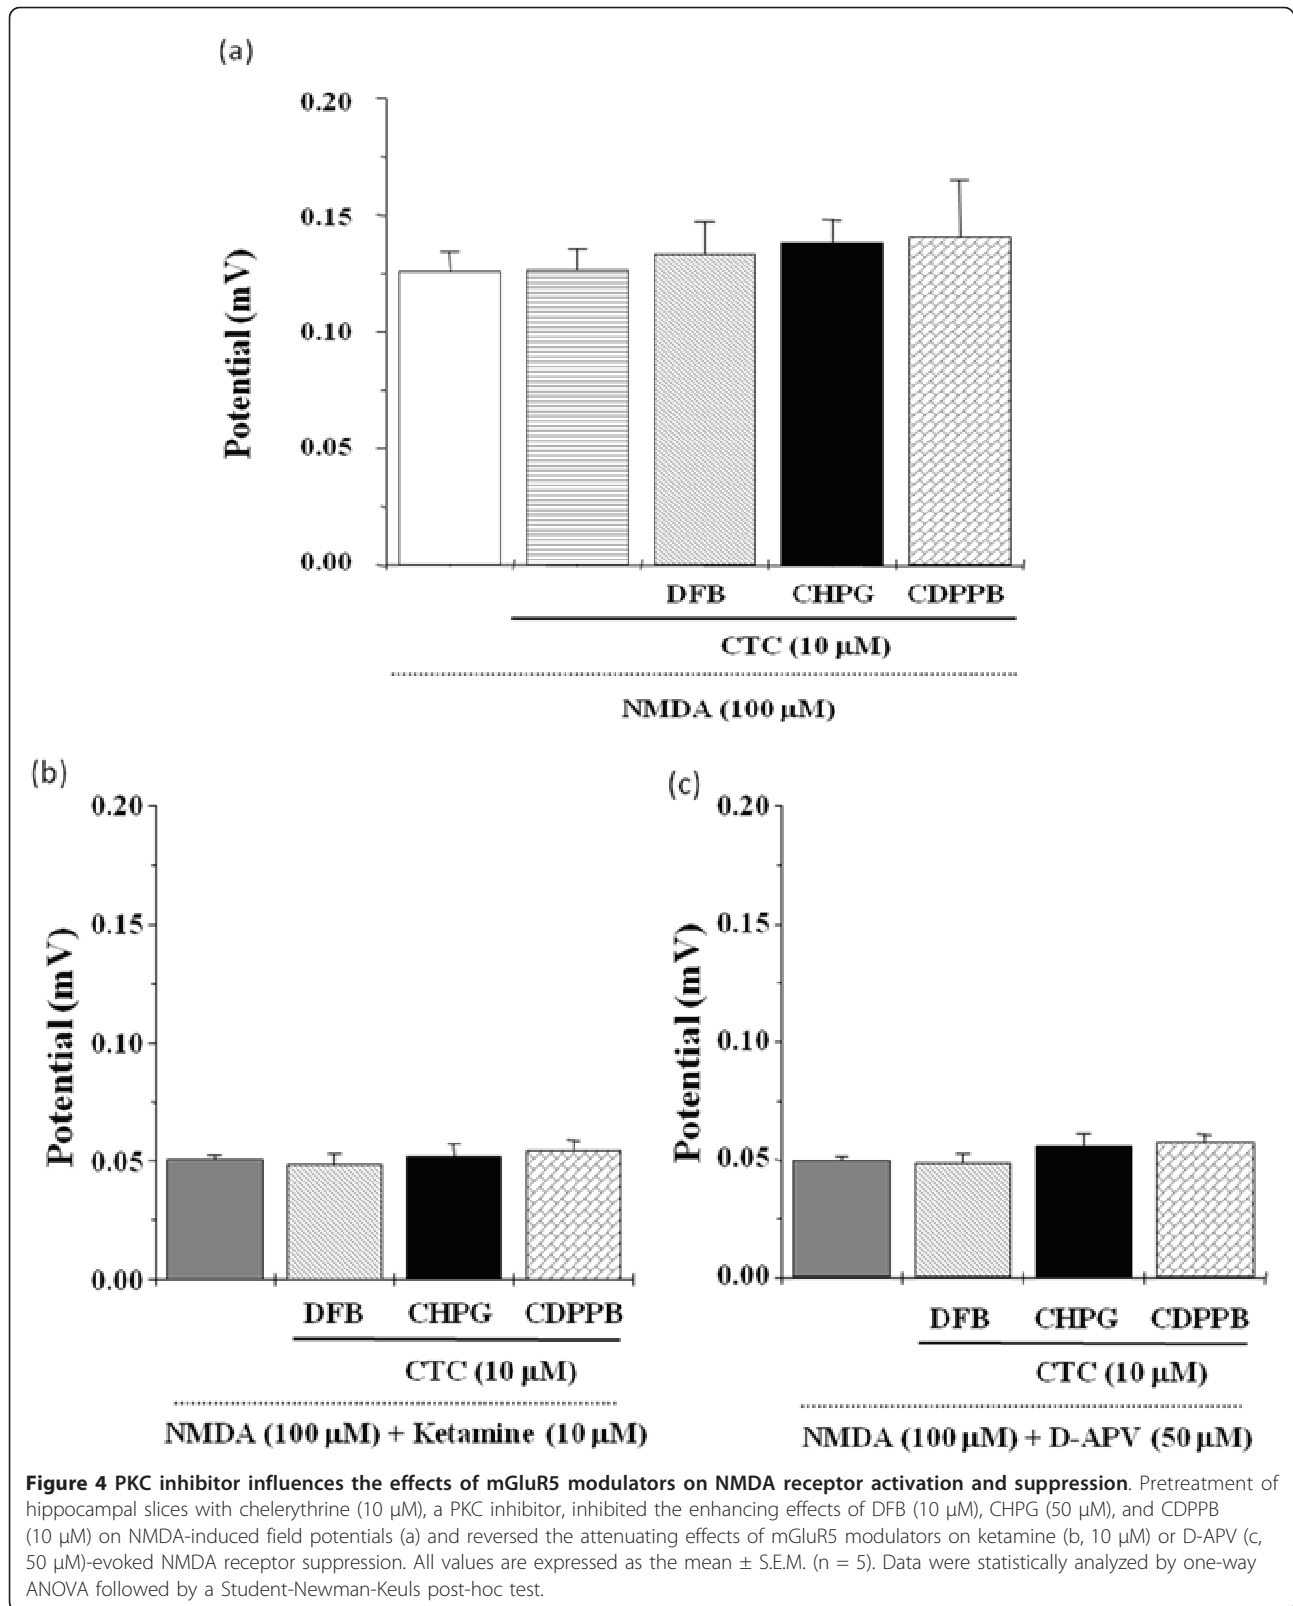 (a)
0.20
0.15
0.10
0.05
0.00
Potential (mV)
DFB CHPG CDPPB
CTC (10 µM)
NMDA (100 µM)
(b)
0.20
0.15
0.10
0.05
0.00
Potential (mV)
DFB CHPG CDPPB
CTC (10 µM)
NMDA (100 µM) + Ketamine (10 µM)
(c)
0.20
0.15
0.10
0.05
0.00
Potential (mV)
DFB CHPG CDPPB
CTC (10 µM)
NMDA (100 µM) + D-APV (50 µM)
Figure 4 PKC inhibitor influences the effects of mGluR5 modulators on NMDA receptor activation and suppression. Pretreatment of
hippocampal slices with chelerythrine (10 µM), a PKC inhibitor, inhibited the enhancing effects of DFB (10 µM), CHPG (50 µM), and CDPPB
(10 µM) on NMDA-induced field potentials (a) and reversed the attenuating effects of mGluR5 modulators on ketamine (b, 10 µM) or D-APV (c,
50 µM)-evoked NMDA receptor suppression. All values are expressed as the mean ± S.E.M. (n = 5). Data were statistically analyzed by one-way
ANOVA followed by a Student-Newman-Keuls post-hoc test.